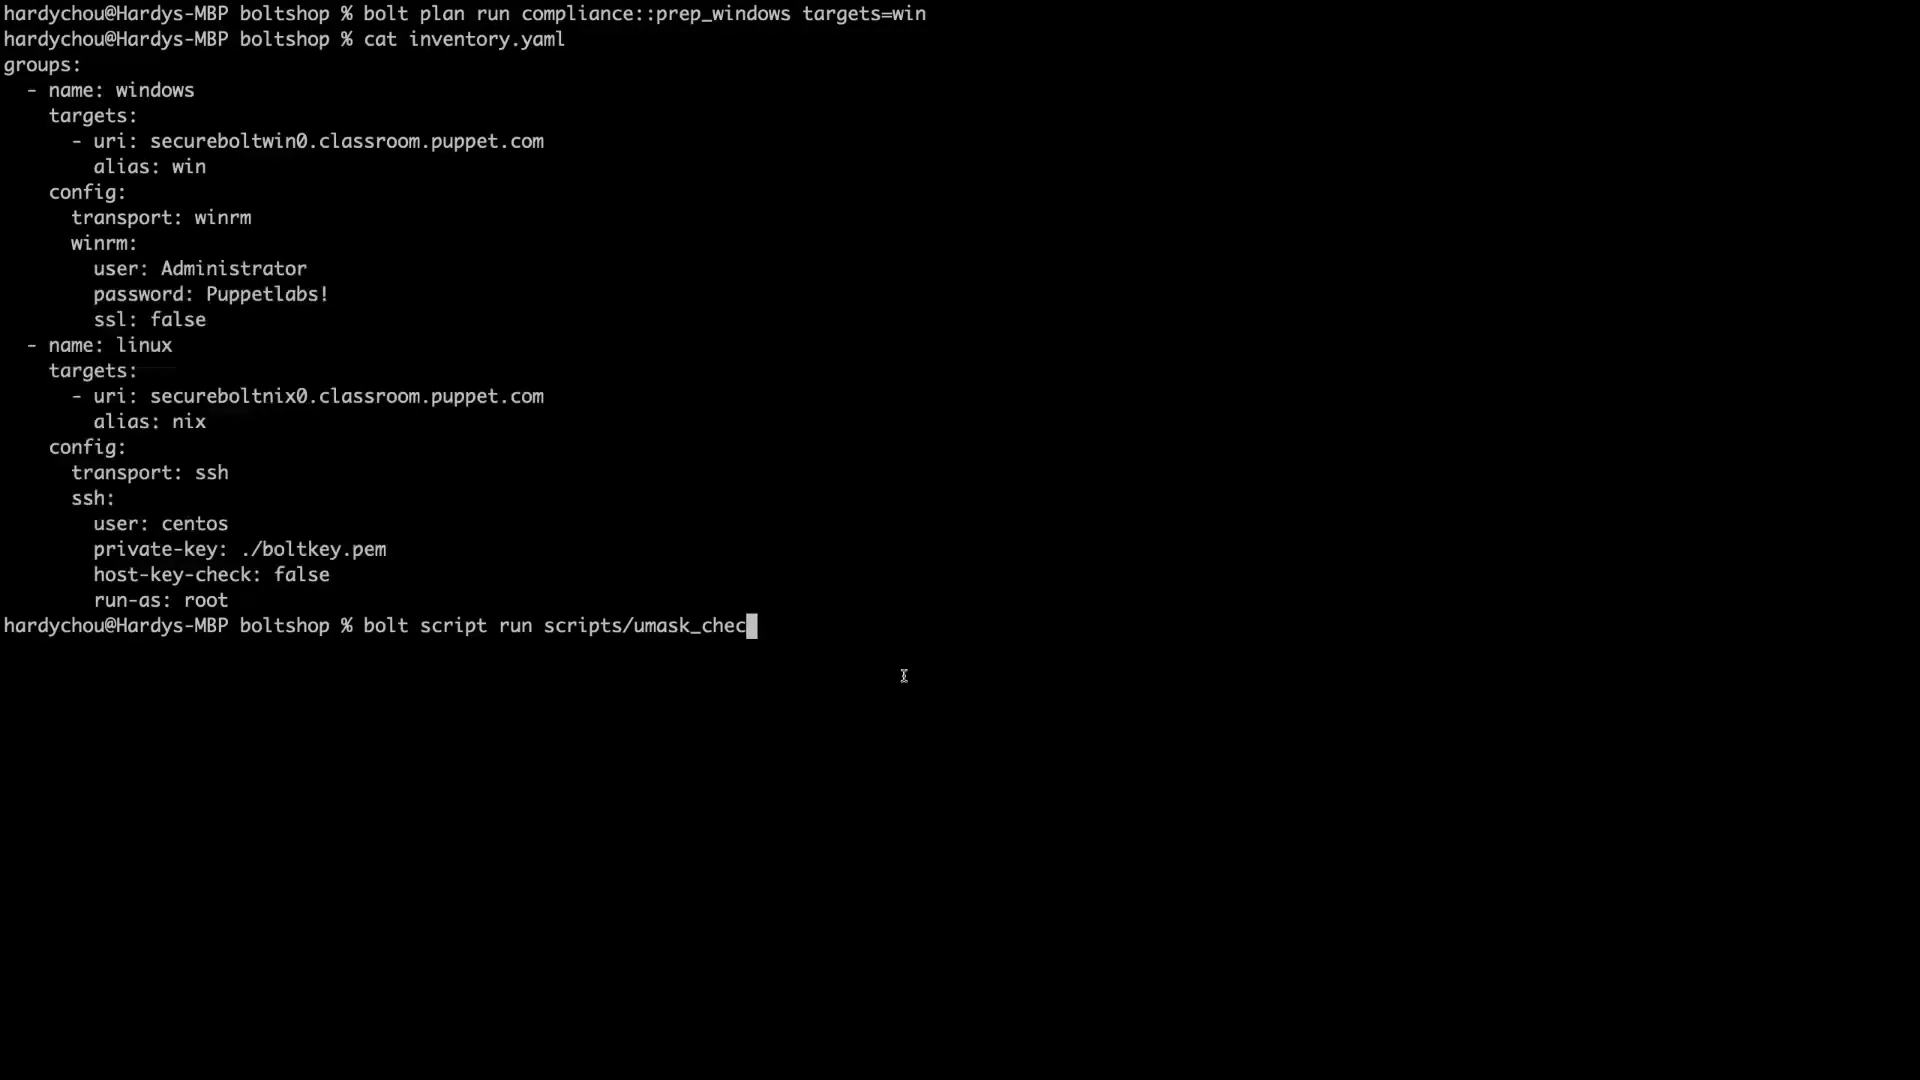 hardychou@Hardys-MBP boltshop % bolt plan run compliance::prep_windows targets=win
hardychou@Hardys-MBP boltshop % cat inventory.yaml
groups:
  - name: windows
    targets:
      - uri: secureboltwin0.classroom.puppet.com
        alias: win
    config:
      transport: winrm
      winrm:
        user: Administrator
        password: Puppetlabs!
        ssl: false
  - name: linux
    targets:
      - uri: secureboltnix0.classroom.puppet.com
        alias: nix
    config:
      transport: ssh
      ssh:
        user: centos
        private-key: ./boltkey.pem
        host-key-check: false
        run-as: root
hardychou@Hardys-MBP boltshop % bolt script run scripts/umask_chec